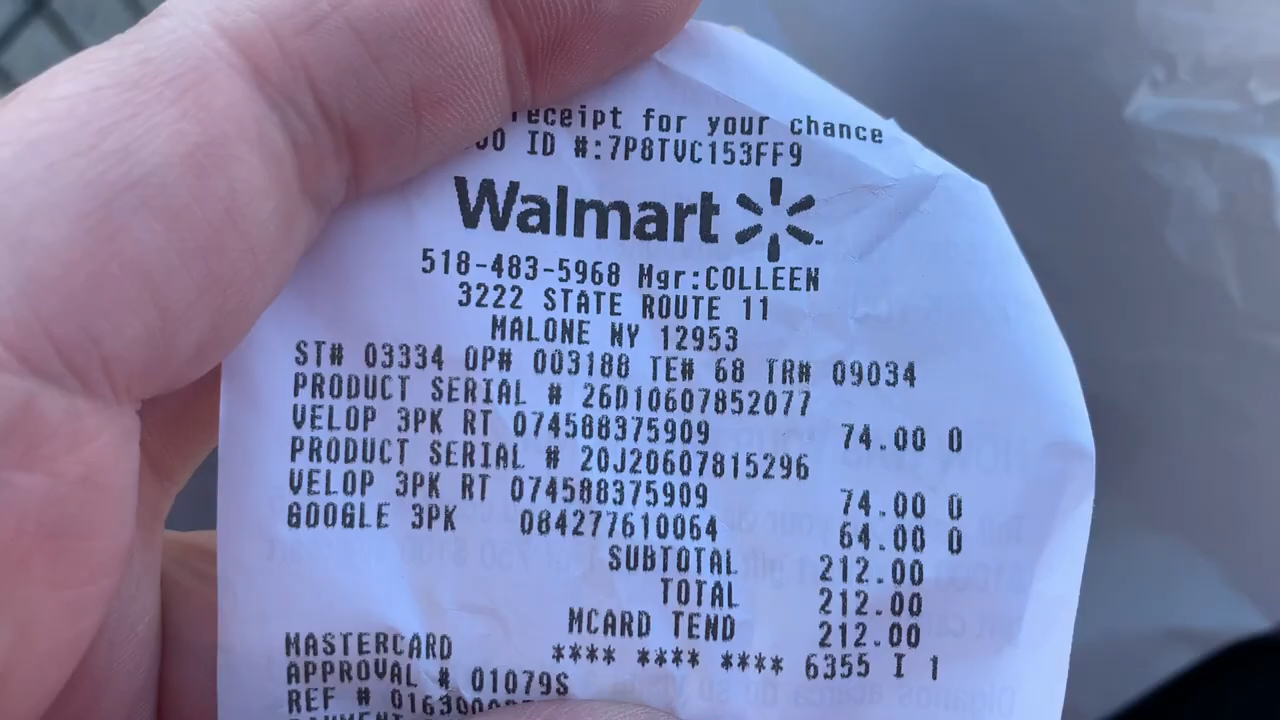 receipt for your chance
ID #:7P8TVC153FF9
Walmart
518-483-5968 Mgr:COLLEEN
3222 STATE ROUTE 11
MALONE NY 12953
ST# 03334 OP# 003188 TE# 68 TR# 09034
PRODUCT SERIAL # 26D10607852077
VELOP 3PK RT 074588375909 74.00 O
PRODUCT SERIAL # 20J20607815296
VELOP 3PK RT 074588375909 74.00 O
GOOGLE 3PK 084277610064 64.00 O
SUBTOTAL 212.00
TOTAL 212.00
MCARD TEND 212.00
MASTERCARD **** **** **** 6355 I 1
APPROVAL # 01079S
REF #